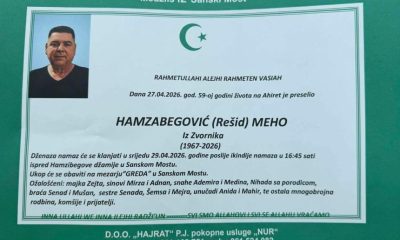 Medžlis IZ Sanski Most
RAHMETULLAHI ALEJHI RAHMETEN VASIAH
Dana 27.04.2026. god. 59-oj godini života na Ahiret je preselio
HAMZABEGOVIĆ (Rešid) MEHO
Iz Zvornika
(1967-2026)
Dženaza namaz će se klanjati u srijedu 29.04.2026. godine poslije ikindije namaza u 16:45 sati
ispred Hamzibegove džamije u Sanskom Mostu.
Ukop će se obaviti na mezarju "GREDA" u Sanskom Mostu.
Ožalošćeni: majka Zejta, sinovi Mirza i Adnan, snahe Ademira i Medina, Nihada sa porodicom,
braća Senad i Mušan, sestre Senada, Šemsa i Mejra, unučadi Anida i Mahir, te ostala mnogobrojna
rodbina, komšije i prijatelji.
INNA LILLAHI WE INNA ILEJHI RADŽIUN SVI SMO ALLAHOVI I SVI SE ALLAHU VRAĆAMO
D.O.O. „HAJRAT“ P.J. pokopne usluge „NUR“